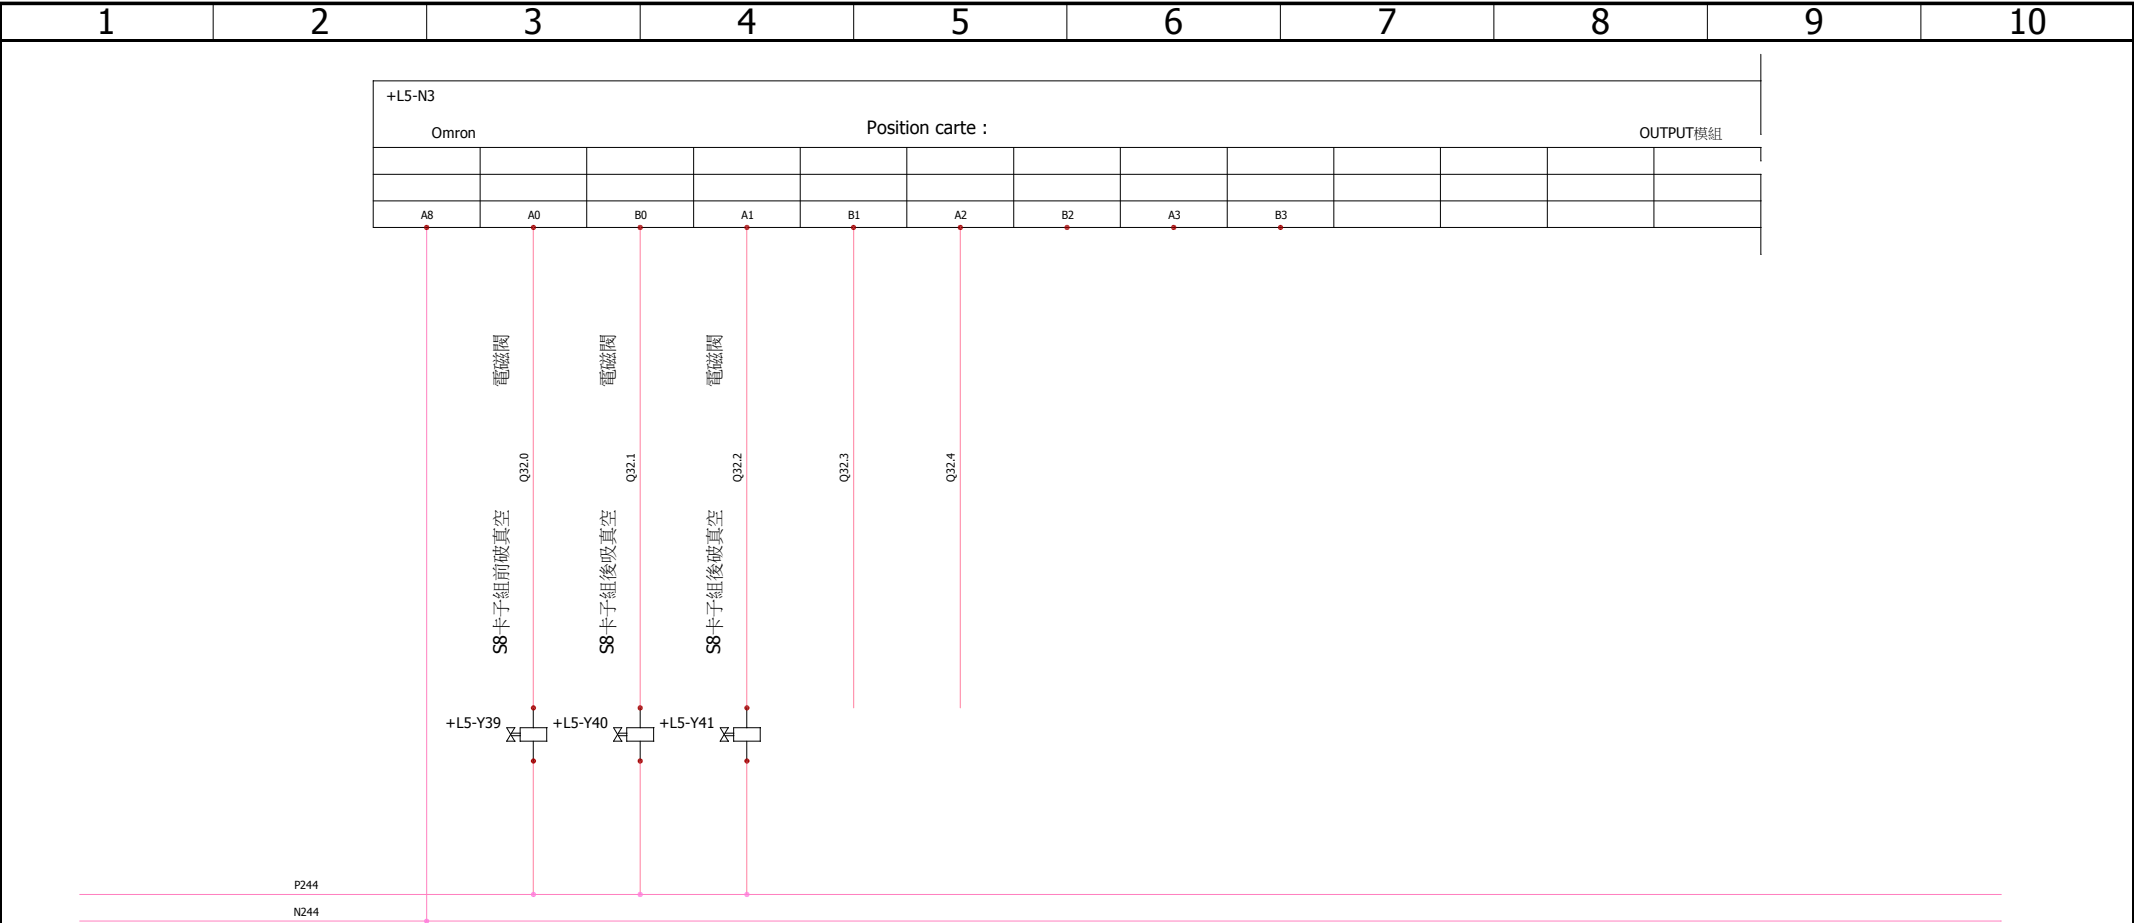 1 2 3 4 5 6 7 8 9 10
+L5-N3
Omron Position carte : OUTPUT模組
A8 A0 B0 A1 B1 A2 B2 A3 B3
電磁閥 電磁閥 電磁閥
Q32.0 Q32.1 Q32.2 Q32.3 Q32.4
S8卡子組前破真空
S8卡子組後吸真空
S8卡子組後破真空
+L5-Y39 +L5-Y40 +L5-Y41
P244
N244